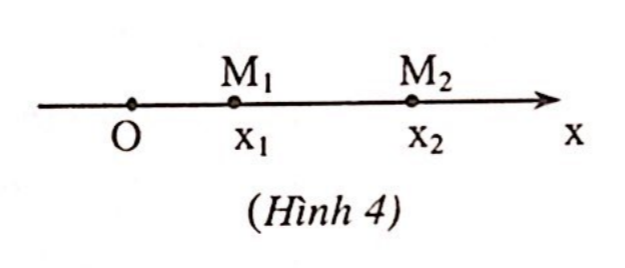 M₁ M₂
O x₁ x₂ x
(Hình 4)